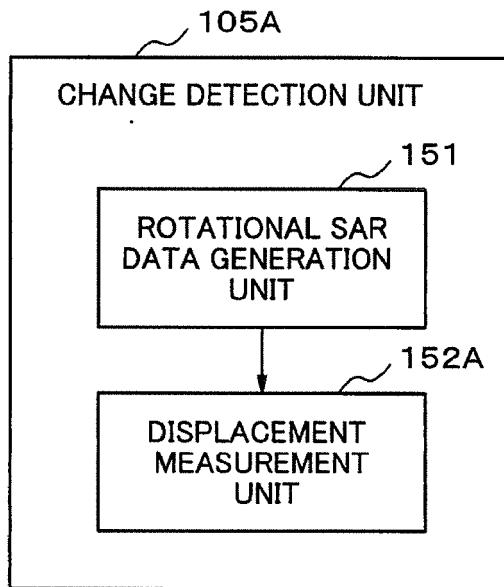 105A
CHANGE DETECTION UNIT
151
ROTATIONAL SAR
DATA GENERATION
UNIT
152A
DISPLACEMENT
MEASUREMENT
UNIT